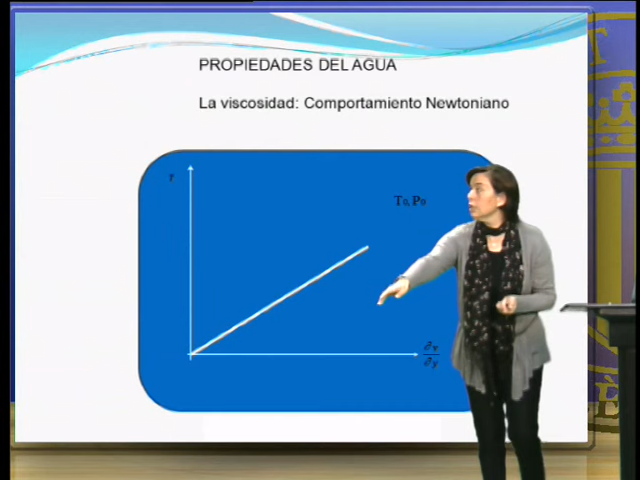 PROPIEDADES DEL AGUA
La viscosidad: Comportamiento Newtoniano
τ
T₀, P₀
∂v
∂y